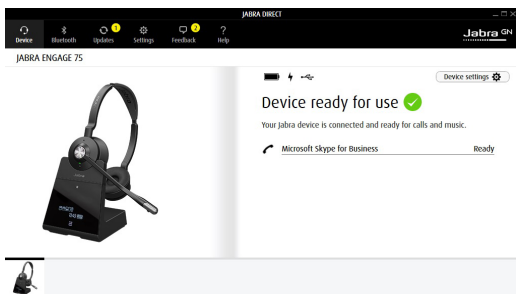 JABRA DIRECT
Device
Bluetooth
Updates 1
Settings
Feedback 2
? Help
Jabra GN
JABRA ENGAGE 75
Device settings
Device ready for use
Your Jabra device is connected and ready for calls and music.
Microsoft Skype for Business Ready